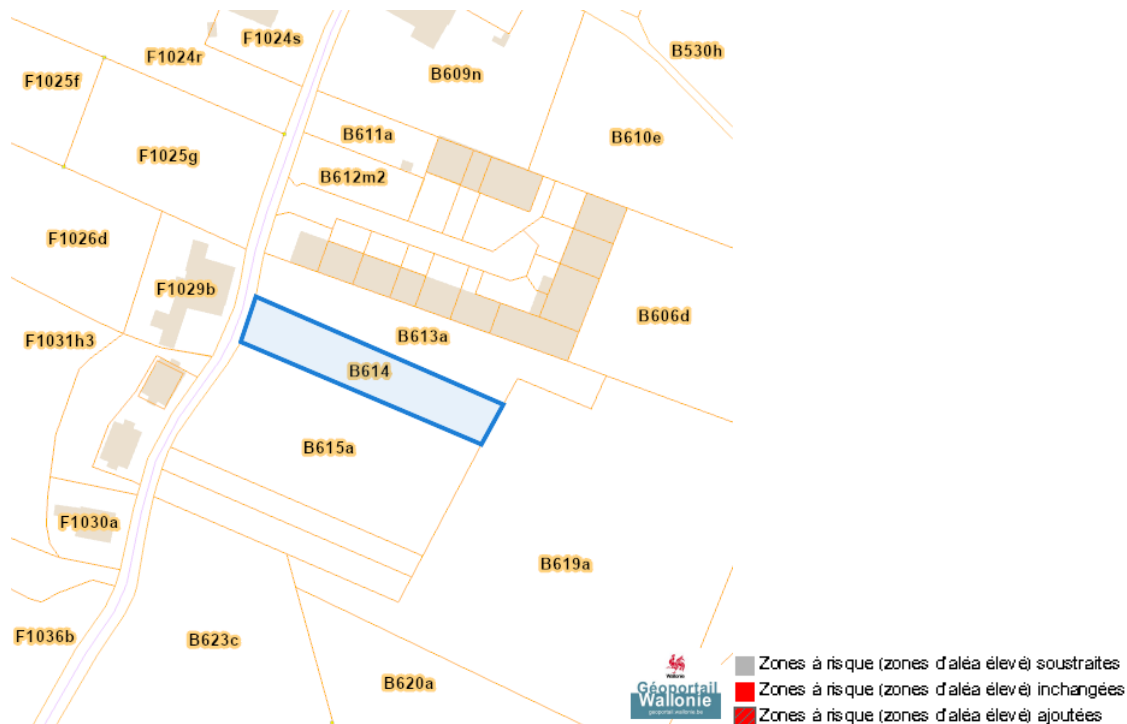 F1024s
F1024r
B530h
B609n
F1025f
B611a
B610e
F1025g
B612m2
F1026d
F1029b
B606d
B613a
F1031h3
B614
B615a
F1030a
B619a
F1036b
B623c
B620a
Wallonie
Géoportail
Wallonie
geoportail.wallonie.be
Zones à risque (zones d'aléa élevé) soustraites
Zones à risque (zones d'aléa élevé) inchangées
Zones à risque (zones d'aléa élevé) ajoutées